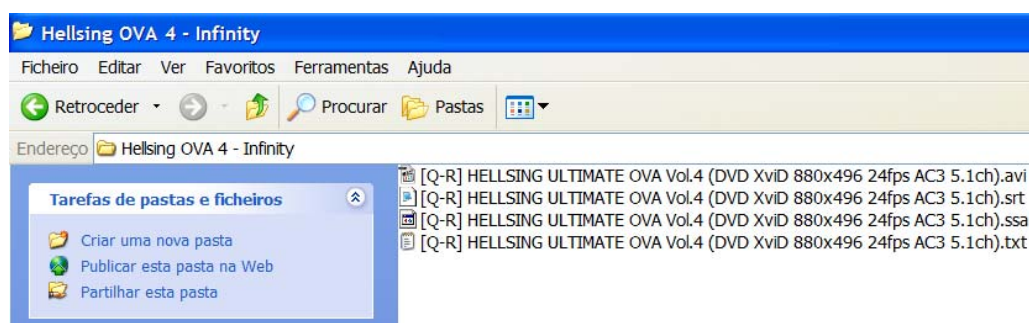 Hellsing OVA 4 - Infinity
Ficheiro Editar Ver Favoritos Ferramentas Ajuda
Retroceder Procurar Pastas
Endereço Hellsing OVA 4 - Infinity
Tarefas de pastas e ficheiros
Criar uma nova pasta
Publicar esta pasta na Web
Partilhar esta pasta
[Q-R] HELLSING ULTIMATE OVA Vol.4 (DVD XviD 880x496 24fps AC3 5.1ch).avi
[Q-R] HELLSING ULTIMATE OVA Vol.4 (DVD XviD 880x496 24fps AC3 5.1ch).srt
[Q-R] HELLSING ULTIMATE OVA Vol.4 (DVD XviD 880x496 24fps AC3 5.1ch).ssa
[Q-R] HELLSING ULTIMATE OVA Vol.4 (DVD XviD 880x496 24fps AC3 5.1ch).txt